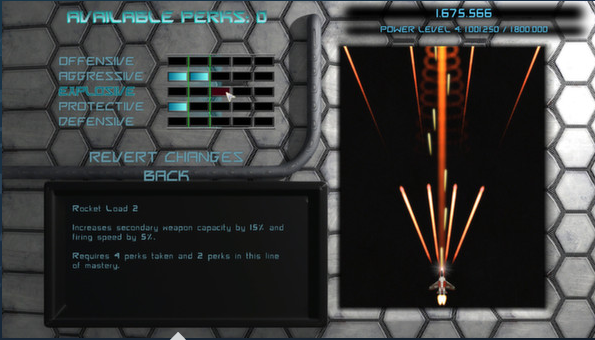 AVAILABLE PERKS: 0
1.675.566
POWER LEVEL 4: 1001250 / 1800000
OFFENSIVE
AGGRESSIVE
EXPLOSIVE
PROTECTIVE
DEFENSIVE
REVERT CHANGES
BACK
Rocket Load 2
Increases secondary weapon capacity by 15% and
firing speed by 5%.
Requires 4 perks taken and 2 perks in this line
of mastery.